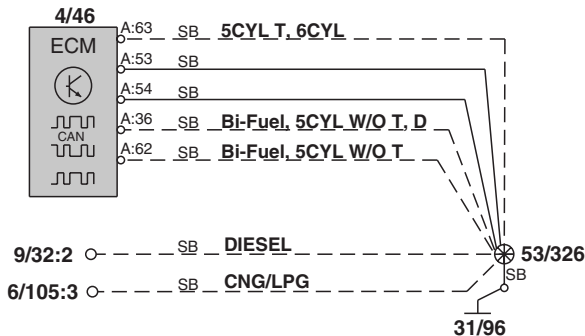 4/46
ECM
CAN
A:63 SB 5CYL T, 6CYL
A:53 SB
A:54 SB
A:36 SB Bi-Fuel, 5CYL W/O T, D
A:62 SB Bi-Fuel, 5CYL W/O T
9/32:2 SB DIESEL
53/326
6/105:3 SB CNG/LPG
SB
31/96